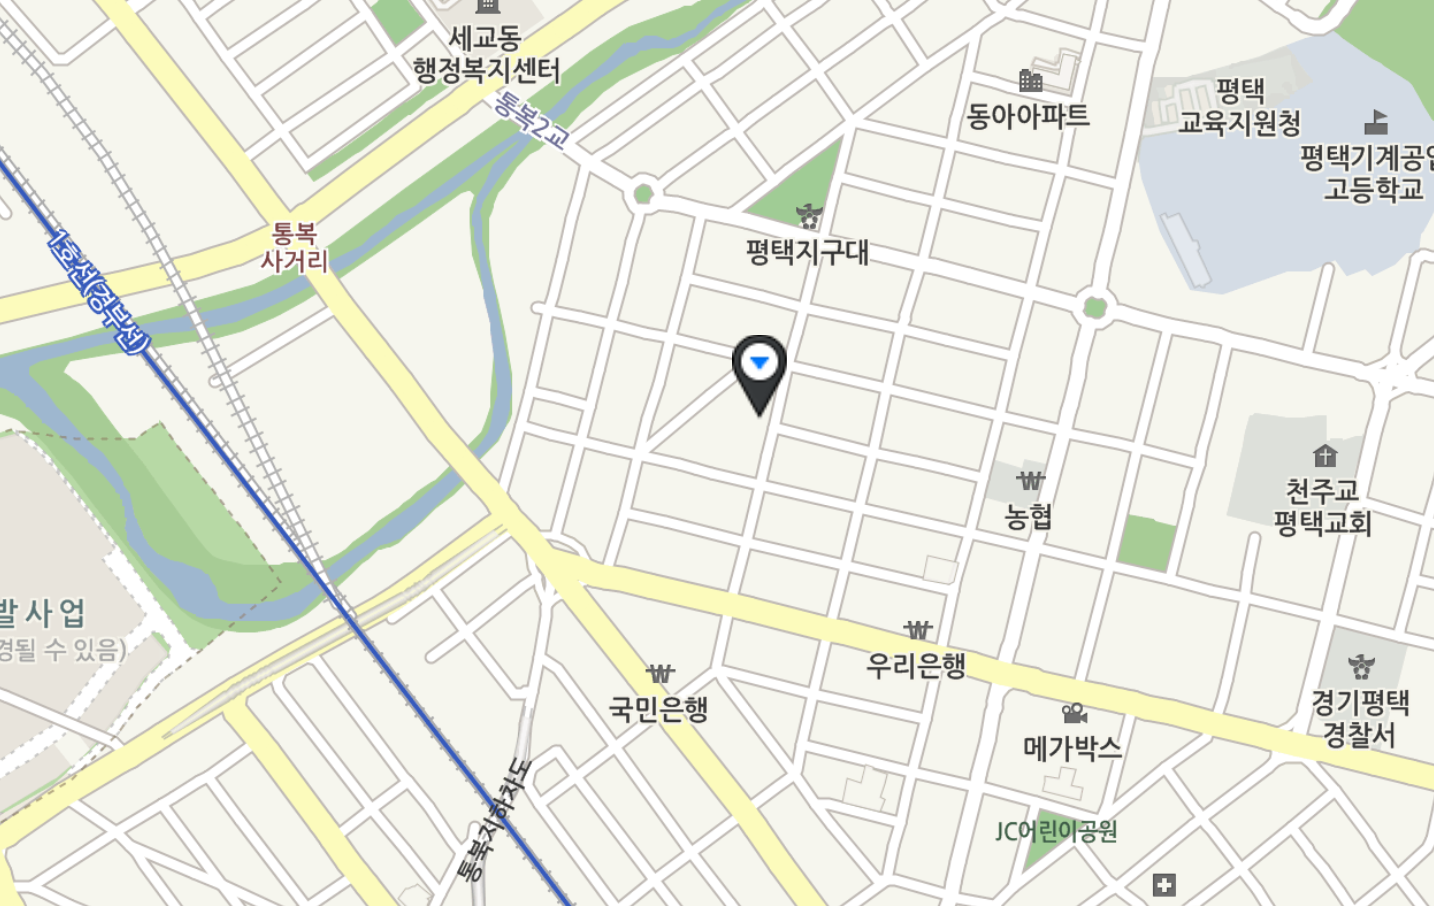 세교동
행정복지센터
통복2교
동아아파트
평택
교육지원청
평택기계공업
고등학교
통복
사거리
평택지구대
1호선(경부선)
천주교
평택교회
농협
발 사 업
경될 수 있음)
우리은행
국민은행
경기평택
경찰서
메가박스
통복지하차도
JC어린이공원